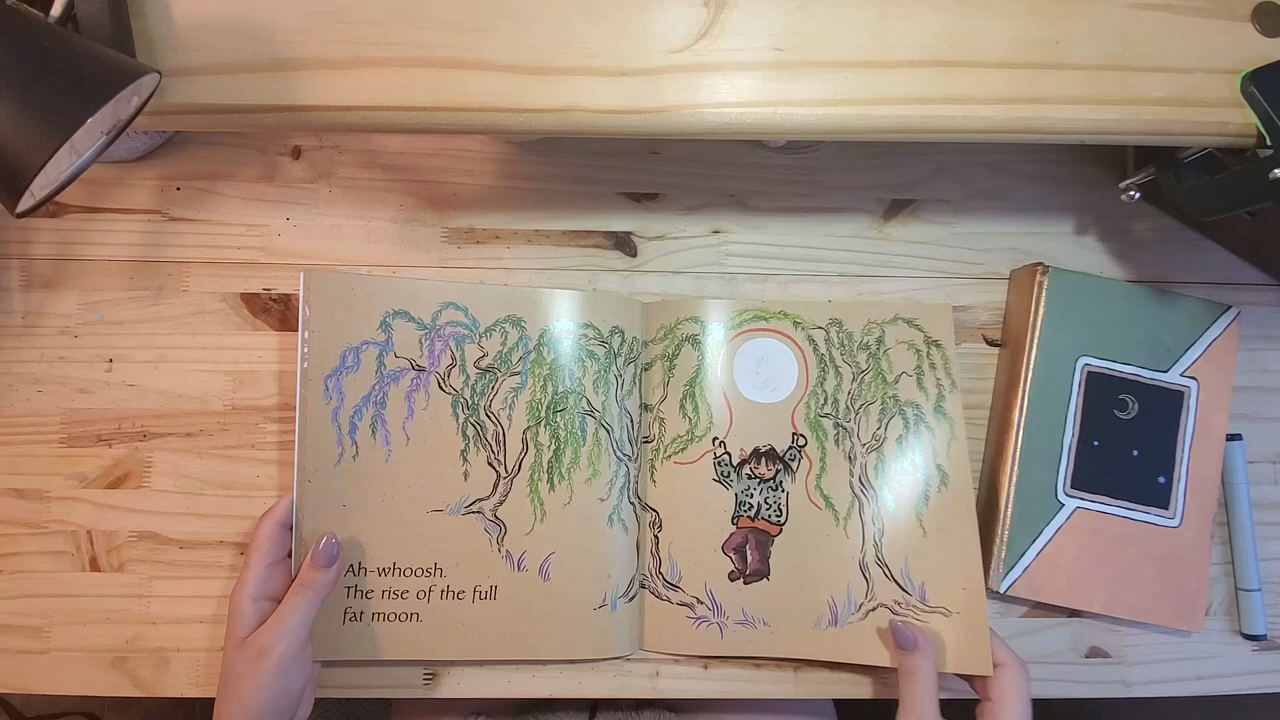 Ah-whoosh.
The rise of the full
fat moon.